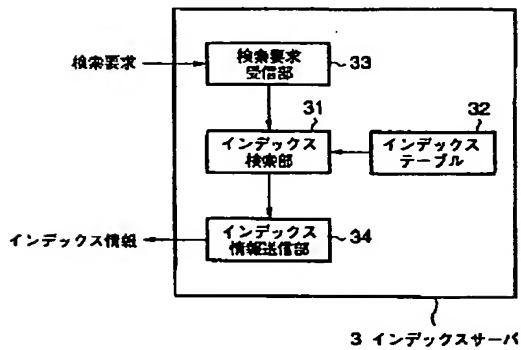 検索要求
検索要求
受信部
33
31
インデックス
検索部
32
インデックス
テーブル
インデックス情報
インデックス
情報送信部
34
3 インデックスサーバ